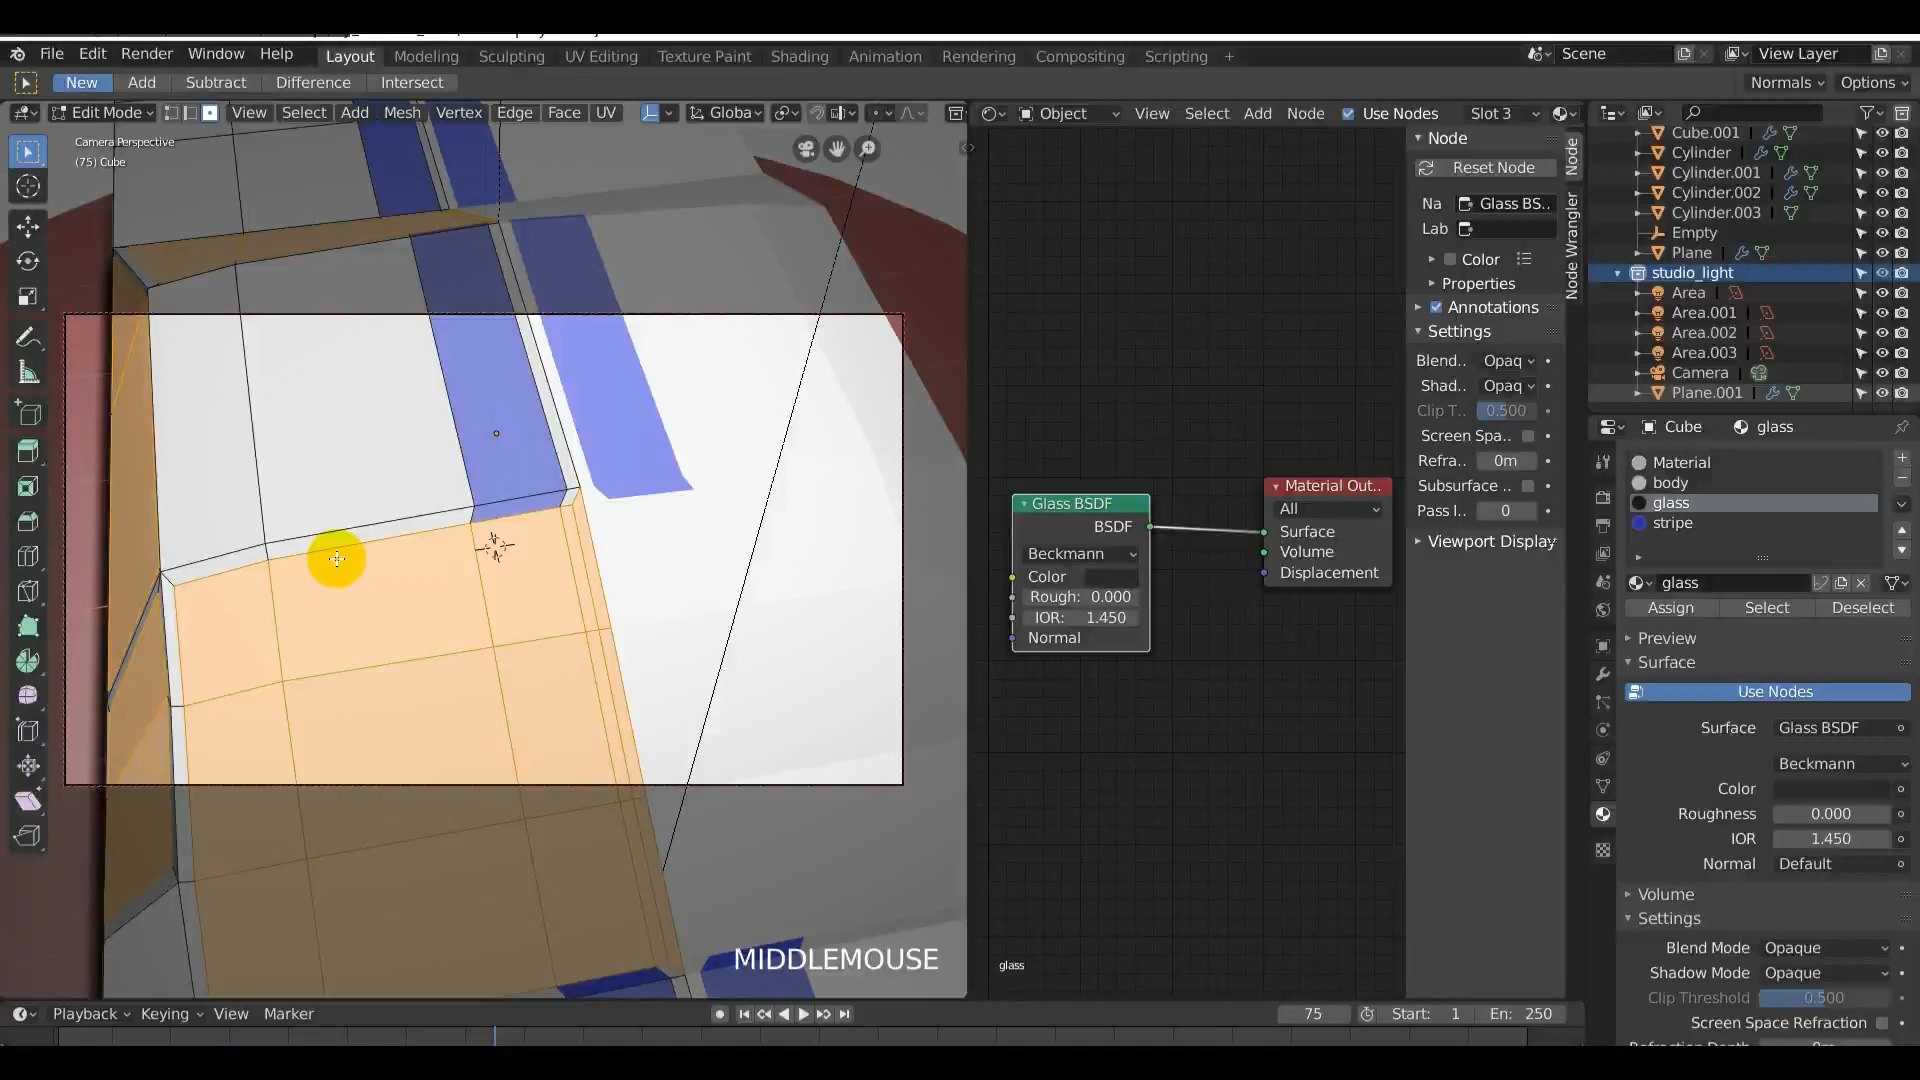 File Edit Render Window Help Layout Modeling Sculpting UV Editing Texture Paint Shading Animation Rendering Compositing Scripting + Scene View Layer
New Add Subtract Difference Intersect Normals Options
Edit Mode View Select Add Mesh Vertex Edge Face UV Globa Object View Select Add Node Use Nodes Slot 3
Camera Perspective
(75) Cube
Node
Reset Node
Na Glass BS..
Lab
Color
Properties
Annotations
Settings
Blend.. Opaq
Shad.. Opaq
Clip T.. 0.500
Screen Spa..
Refra.. 0m
Subsurface ..
Pass I.. 0
Viewport Display
Node
Node Wrangler
Glass BSDF
BSDF
Beckmann
Color
Rough: 0.000
IOR: 1.450
Normal
Material Out..
All
Surface
Volume
Displacement
glass
MIDDLEMOUSE
Cube.001
Cylinder
Cylinder.001
Cylinder.002
Cylinder.003
Empty
Plane
studio_light
Area
Area.001
Area.002
Area.003
Camera
Plane.001
Cube glass
Material
body
glass
stripe
glass
Assign Select Deselect
Preview
Surface
Use Nodes
Surface Glass BSDF
Beckmann
Color
Roughness 0.000
IOR 1.450
Normal Default
Volume
Settings
Blend Mode Opaque
Shadow Mode Opaque
Clip Threshold 0.500
Screen Space Refraction
Playback Keying View Marker 75 Start: 1 En: 250